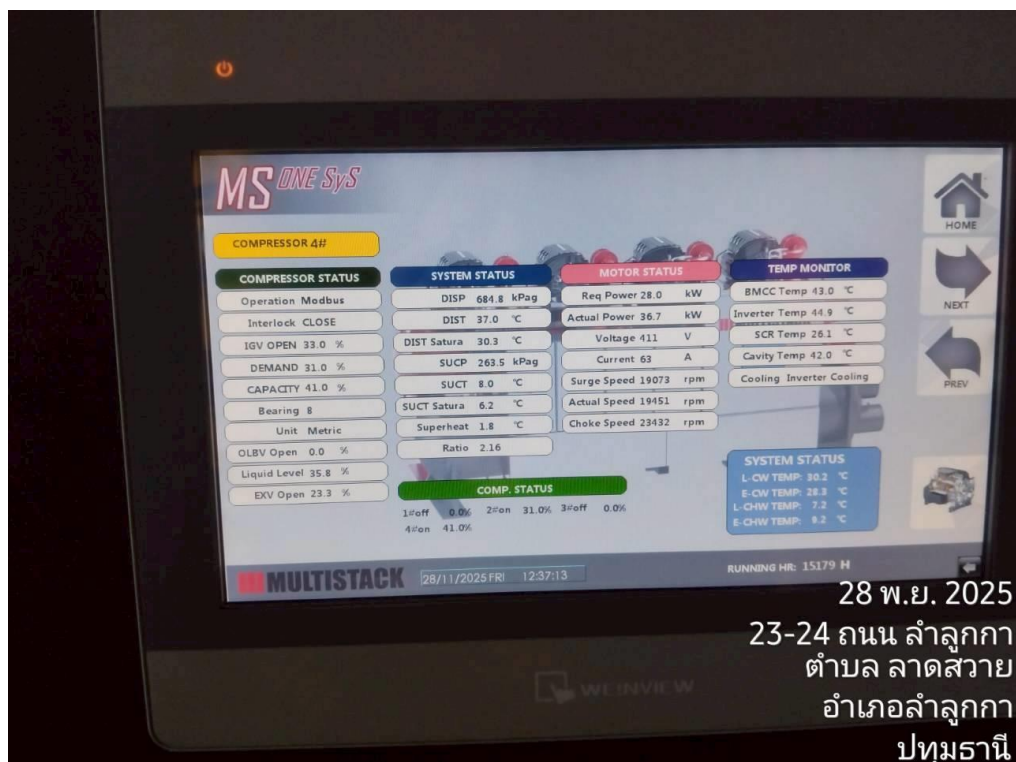 MS ONE SyS
HOME
COMPRESSOR 4#
COMPRESSOR STATUS
Operation Modbus
Interlock CLOSE
IGV OPEN 33.0 %
DEMAND 31.0 %
CAPACITY 41.0 %
Bearing 8
Unit Metric
OLBV Open 0.0 %
Liquid Level 35.8 %
EXV Open 23.3 %
SYSTEM STATUS
DISP 684.8 kPag
DIST 37.0 ℃
DIST Satura 30.3 ℃
SUCP 263.5 kPag
SUCT 8.0 ℃
SUCT Satura 6.2 ℃
Superheat 1.8 ℃
Ratio 2.16
MOTOR STATUS
Req Power 28.0 kW
Actual Power 36.7 kW
Voltage 411 V
Current 63 A
Surge Speed 19073 rpm
Actual Speed 19451 rpm
Choke Speed 23432 rpm
TEMP MONITOR
BMCC Temp 43.0 ℃
Inverter Temp 44.9 ℃
SCR Temp 26.1 ℃
Cavity Temp 42.0 ℃
Cooling Inverter Cooling
NEXT
PREV
COMP. STATUS
1#off 0.0% 2#on 31.0% 3#off 0.0%
4#on 41.0%
SYSTEM STATUS
L-CW TEMP: 30.2 ℃
E-CW TEMP: 28.3 ℃
L-CHW TEMP: 7.2 ℃
E-CHW TEMP: 9.2 ℃
MULTISTACK
28/11/2025 FRI 12:37:13
RUNNING HR: 15179 H
WEINVIEW
28 พ.ย. 2025
23-24 ถนน ลำลูกกา
ตำบล ลาดสวาย
อำเภอลำลูกกา
ปทุมธานี